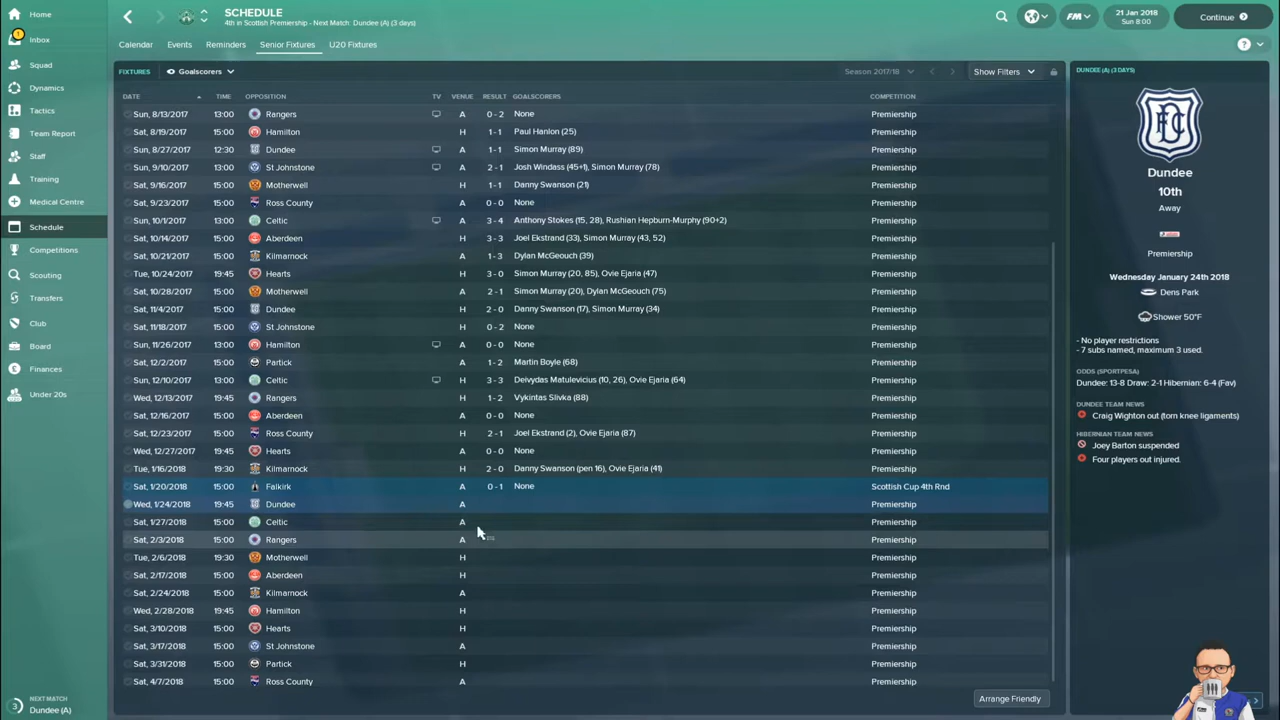 Home
Inbox
Squad
Dynamics
Tactics
Team Report
Staff
Training
Medical Centre
Schedule
Competitions
Scouting
Transfers
Club
Board
Finances
Under 20s
3 NEXT MATCH
Dundee (A)
SCHEDULE
4th in Scottish Premiership - Next Match: Dundee (A) (3 days)
FM
21 Jan 2018
Sun 8:00
Continue
Calendar Events Reminders Senior Fixtures U20 Fixtures
?
FIXTURES Goalscorers Season 2017/18 Show Filters
DATE TIME OPPOSITION TV VENUE RESULT GOALSCORERS COMPETITION
Sun, 8/13/2017 13:00 Rangers A 0 - 2 None Premiership
Sat, 8/19/2017 15:00 Hamilton H 1 - 1 Paul Hanlon (25) Premiership
Sun, 8/27/2017 12:30 Dundee A 1 - 1 Simon Murray (89) Premiership
Sun, 9/10/2017 13:00 St Johnstone A 2 - 1 Josh Windass (45+1), Simon Murray (78) Premiership
Sat, 9/16/2017 15:00 Motherwell H 1 - 1 Danny Swanson (21) Premiership
Sat, 9/23/2017 15:00 Ross County A 0 - 0 None Premiership
Sun, 10/1/2017 13:00 Celtic A 3 - 4 Anthony Stokes (15, 28), Rushian Hepburn-Murphy (90+2) Premiership
Sat, 10/14/2017 15:00 Aberdeen H 3 - 3 Joel Ekstrand (33), Simon Murray (43, 52) Premiership
Sat, 10/21/2017 15:00 Kilmarnock A 1 - 3 Dylan McGeouch (39) Premiership
Tue, 10/24/2017 19:45 Hearts H 3 - 0 Simon Murray (20, 85), Ovie Ejaria (47) Premiership
Sat, 10/28/2017 15:00 Motherwell A 2 - 1 Simon Murray (20), Dylan McGeouch (75) Premiership
Sat, 11/4/2017 15:00 Dundee H 2 - 0 Danny Swanson (17), Simon Murray (34) Premiership
Sat, 11/18/2017 15:00 St Johnstone H 0 - 2 None Premiership
Sun, 11/26/2017 13:00 Hamilton A 0 - 0 None Premiership
Sat, 12/2/2017 15:00 Partick A 1 - 2 Martin Boyle (68) Premiership
Sun, 12/10/2017 13:00 Celtic H 3 - 3 Deivydas Matulevicius (10, 26), Ovie Ejaria (64) Premiership
Wed, 12/13/2017 19:45 Rangers H 1 - 2 Vykintas Slivka (88) Premiership
Sat, 12/16/2017 15:00 Aberdeen A 0 - 0 None Premiership
Sat, 12/23/2017 15:00 Ross County H 2 - 1 Joel Ekstrand (2), Ovie Ejaria (87) Premiership
Wed, 12/27/2017 19:45 Hearts A 0 - 0 None Premiership
Tue, 1/16/2018 19:30 Kilmarnock H 2 - 0 Danny Swanson (pen 16), Ovie Ejaria (41) Premiership
Sat, 1/20/2018 15:00 Falkirk A 0 - 1 None Scottish Cup 4th Rnd
Wed, 1/24/2018 19:45 Dundee A Premiership
Sat, 1/27/2018 15:00 Celtic A Premiership
Sat, 2/3/2018 15:00 Rangers A Premiership
Tue, 2/6/2018 19:30 Motherwell H Premiership
Sat, 2/17/2018 15:00 Aberdeen H Premiership
Sat, 2/24/2018 15:00 Kilmarnock A Premiership
Wed, 2/28/2018 19:45 Hamilton H Premiership
Sat, 3/10/2018 15:00 Hearts H Premiership
Sat, 3/17/2018 15:00 St Johnstone A Premiership
Sat, 3/31/2018 15:00 Partick H Premiership
Sat, 4/7/2018 15:00 Ross County A Premiership
Arrange Friendly
DUNDEE (A) (3 DAYS)
Dundee
10th
Away
Premiership
Wednesday January 24th 2018
Dens Park
Shower 50°F
- No player restrictions
- 7 subs named, maximum 3 used.
ODDS (SPORTPESA)
Dundee: 13-8 Draw: 2-1 Hibernian: 6-4 (Fav)
DUNDEE TEAM NEWS
Craig Wighton out (torn knee ligaments)
HIBERNIAN TEAM NEWS
Joey Barton suspended
Four players out injured.